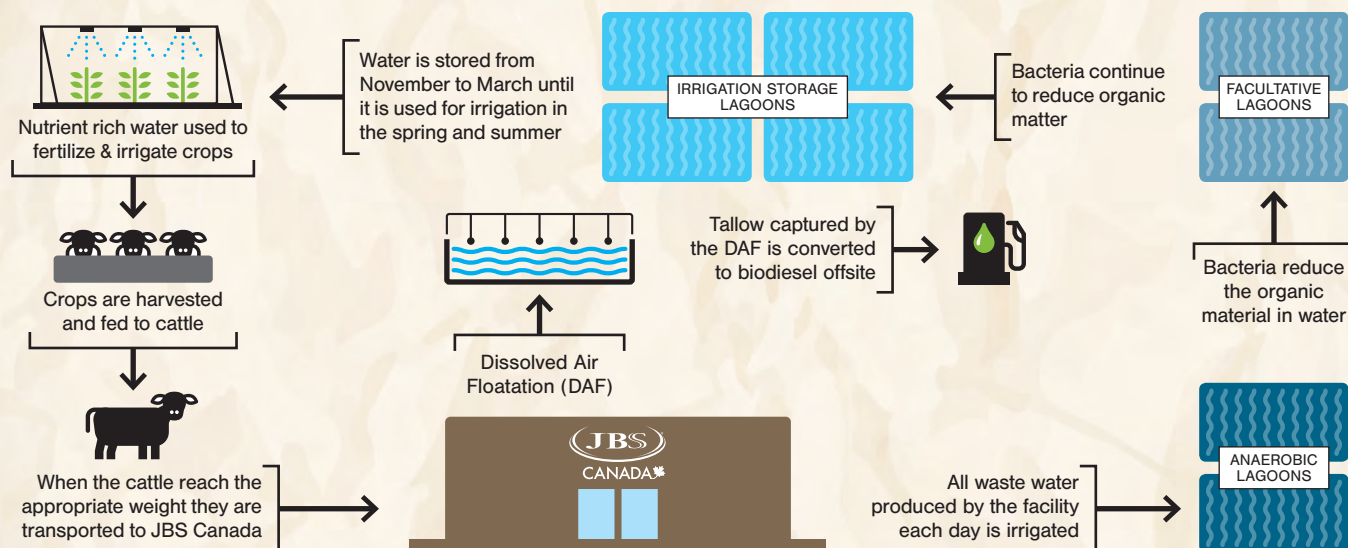 Nutrient rich water used to
fertilize & irrigate crops
Water is stored from
November to March until
it is used for irrigation in
the spring and summer
IRRIGATION STORAGE
LAGOONS
Bacteria continue
to reduce organic
matter
FACULTATIVE
LAGOONS
Crops are harvested
and fed to cattle
Dissolved Air
Floatation (DAF)
Tallow captured by
the DAF is converted
to biodiesel offsite
Bacteria reduce
the organic
material in water
When the cattle reach the
appropriate weight they are
transported to JBS Canada
JBS
CANADA
All waste water
produced by the facility
each day is irrigated
ANAEROBIC
LAGOONS